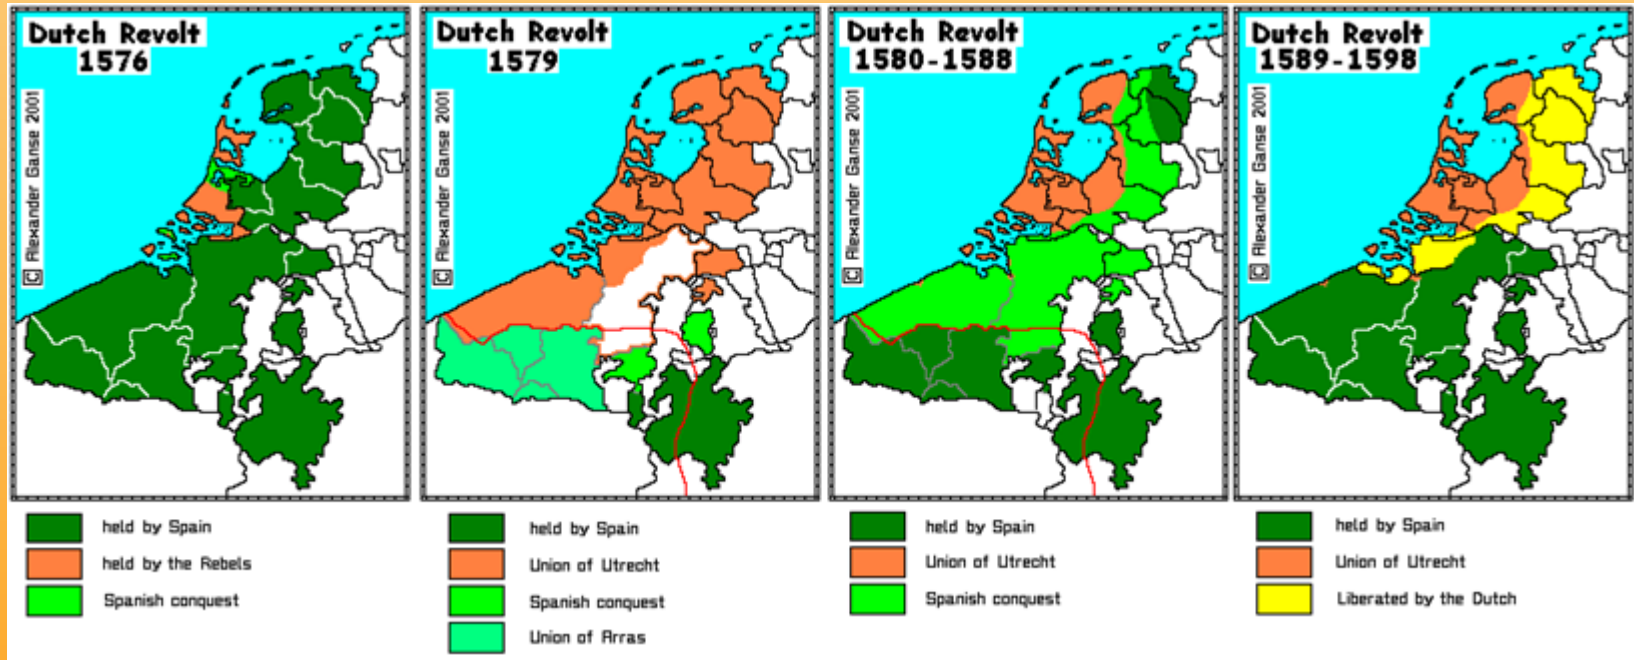 Dutch Revolt
1576
© Alexander Ganse 2001
held by Spain
held by the Rebels
Spanish conquest
Dutch Revolt
1579
© Alexander Ganse 2001
held by Spain
Union of Utrecht
Spanish conquest
Union of Arras
Dutch Revolt
1580-1588
© Alexander Ganse 2001
held by Spain
Union of Utrecht
Spanish conquest
Dutch Revolt
1589-1598
© Alexander Ganse 2001
held by Spain
Union of Utrecht
Liberated by the Dutch